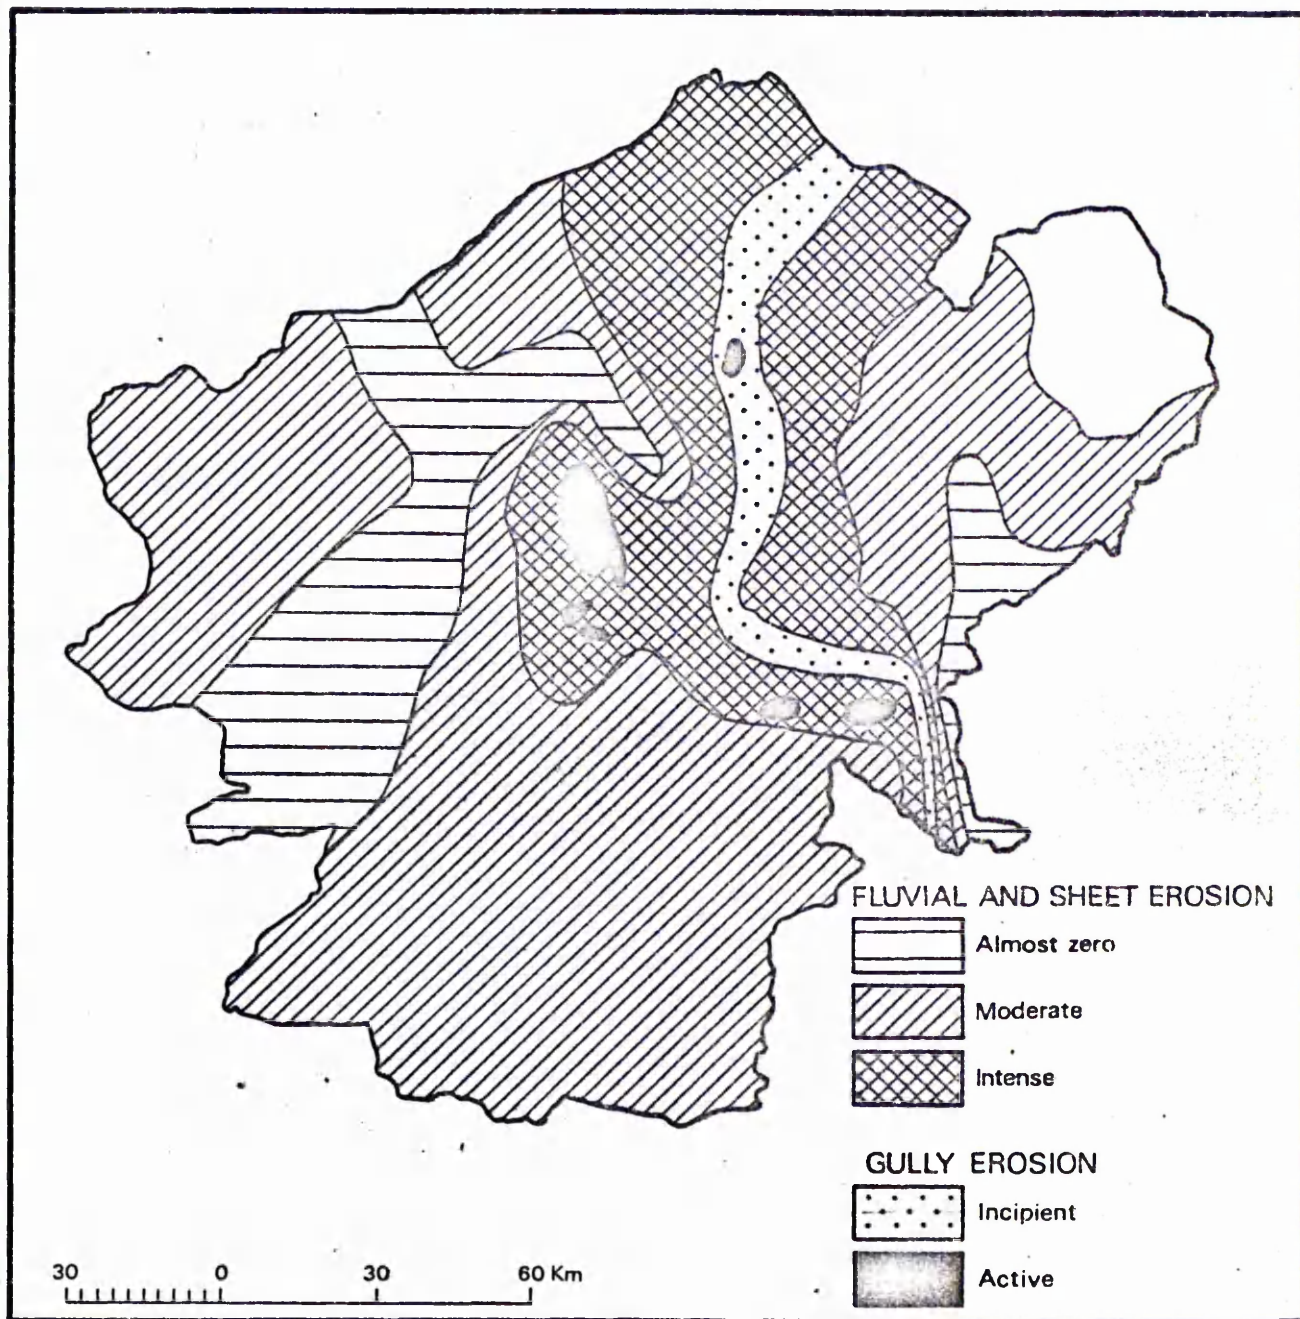 FLUVIAL AND SHEET EROSION
Almost zero
Moderate
Intense
GULLY EROSION
Incipient
Active
30 0 30 60 Km